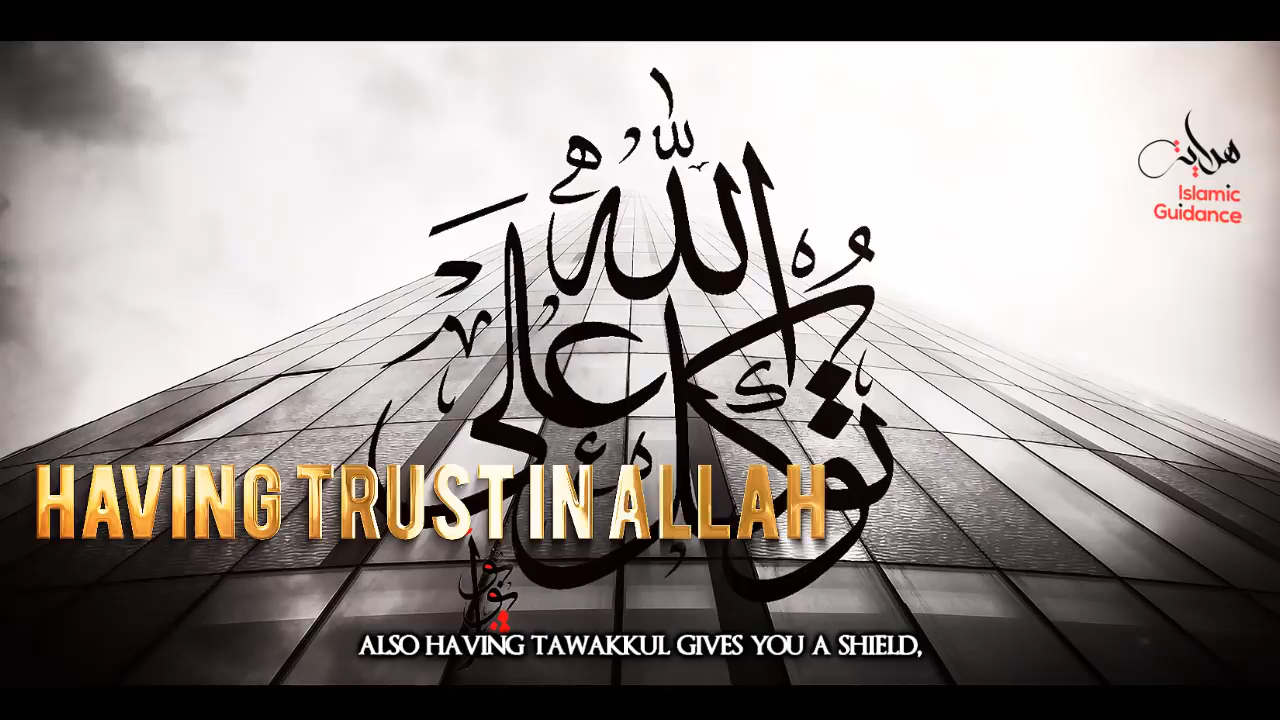 هداية
Islamic
Guidance
توكل على الله
HAVING TRUST IN ALLAH
ALSO HAVING TAWAKKUL GIVES YOU A SHIELD,